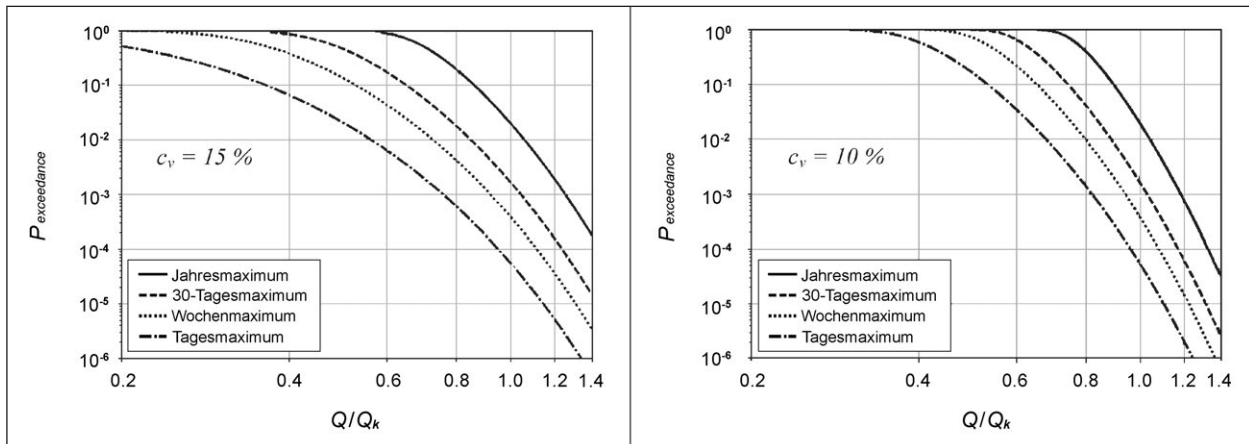 10⁰
10⁻¹
10⁻²
10⁻³
10⁻⁴
10⁻⁵
10⁻⁶
P exceedance
c_v = 15 %
Jahresmaximum
30-Tagesmaximum
Wochenmaximum
Tagesmaximum
0.2 0.4 0.6 0.8 1.0 1.2 1.4
Q/Q_k
10⁰
10⁻¹
10⁻²
10⁻³
10⁻⁴
10⁻⁵
10⁻⁶
P exceedance
c_v = 10 %
Jahresmaximum
30-Tagesmaximum
Wochenmaximum
Tagesmaximum
0.2 0.4 0.6 0.8 1.0 1.2 1.4
Q/Q_k